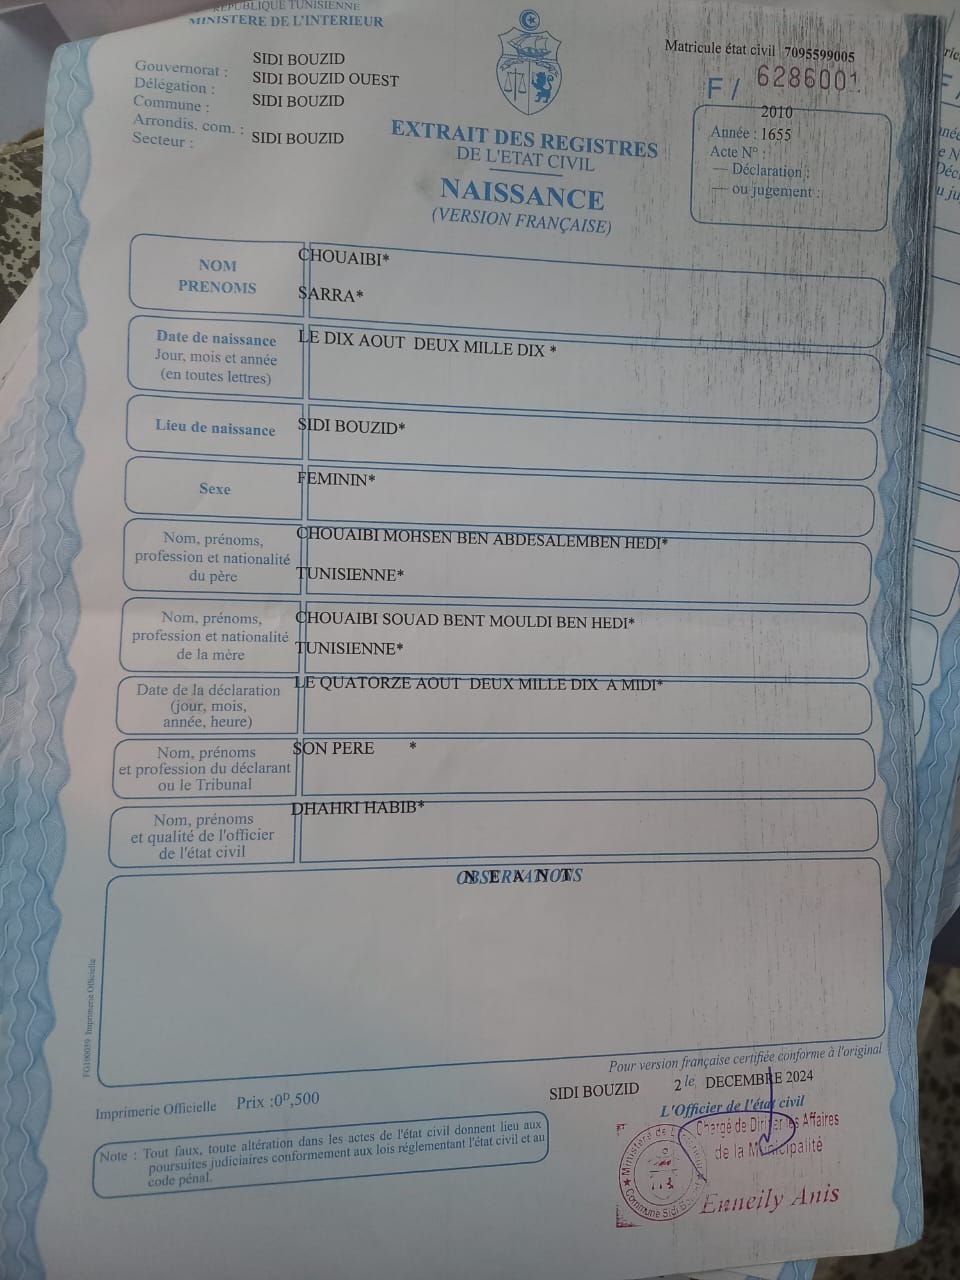 RÉPUBLIQUE TUNISIENNE
MINISTERE DE L'INTERIEUR
Matricule état civil 7095599005
F / 6286001
Gouvernorat : SIDI BOUZID
Délégation : SIDI BOUZID OUEST
Commune : SIDI BOUZID
Arrondis. com. :
Secteur : SIDI BOUZID
2010
Année : 1655
Acte N° :
— Déclaration :
— ou jugement :
EXTRAIT DES REGISTRES
DE L'ETAT CIVIL
NAISSANCE
(VERSION FRANÇAISE)
NOM
PRENOMS
CHOUAIBI*
SARRA*
Date de naissance
Jour, mois et année
(en toutes lettres)
LE DIX AOUT DEUX MILLE DIX *
Lieu de naissance
SIDI BOUZID*
Sexe
FEMININ*
Nom, prénoms,
profession et nationalité
du père
CHOUAIBI MOHSEN BEN ABDESALEMBEN HEDI*
TUNISIENNE*
Nom, prénoms,
profession et nationalité
de la mère
CHOUAIBI SOUAD BENT MOULDI BEN HEDI*
TUNISIENNE*
Date de la déclaration
(jour, mois,
année, heure)
LE QUATORZE AOUT DEUX MILLE DIX A MIDI*
Nom, prénoms
et profession du déclarant
ou le Tribunal
SON PERE *
Nom, prénoms
et qualité de l'officier
de l'état civil
DHAHRI HABIB*
OBSERVATIONS
N E A N T
FG100039 Imprimerie Officielle
Pour version française certifiée conforme à l'original
SIDI BOUZID 2 le DECEMBRE 2024
L'Officier de l'état civil
Imprimerie Officielle Prix :0ᴰ,500
Note : Tout faux, toute altération dans les actes de l'état civil donnent lieu aux
poursuites judiciaires conformement aux lois réglementant l'état civil et au
code pénal.
Chargé de Diriger les Affaires
de la Municipalité
Enneily Anis